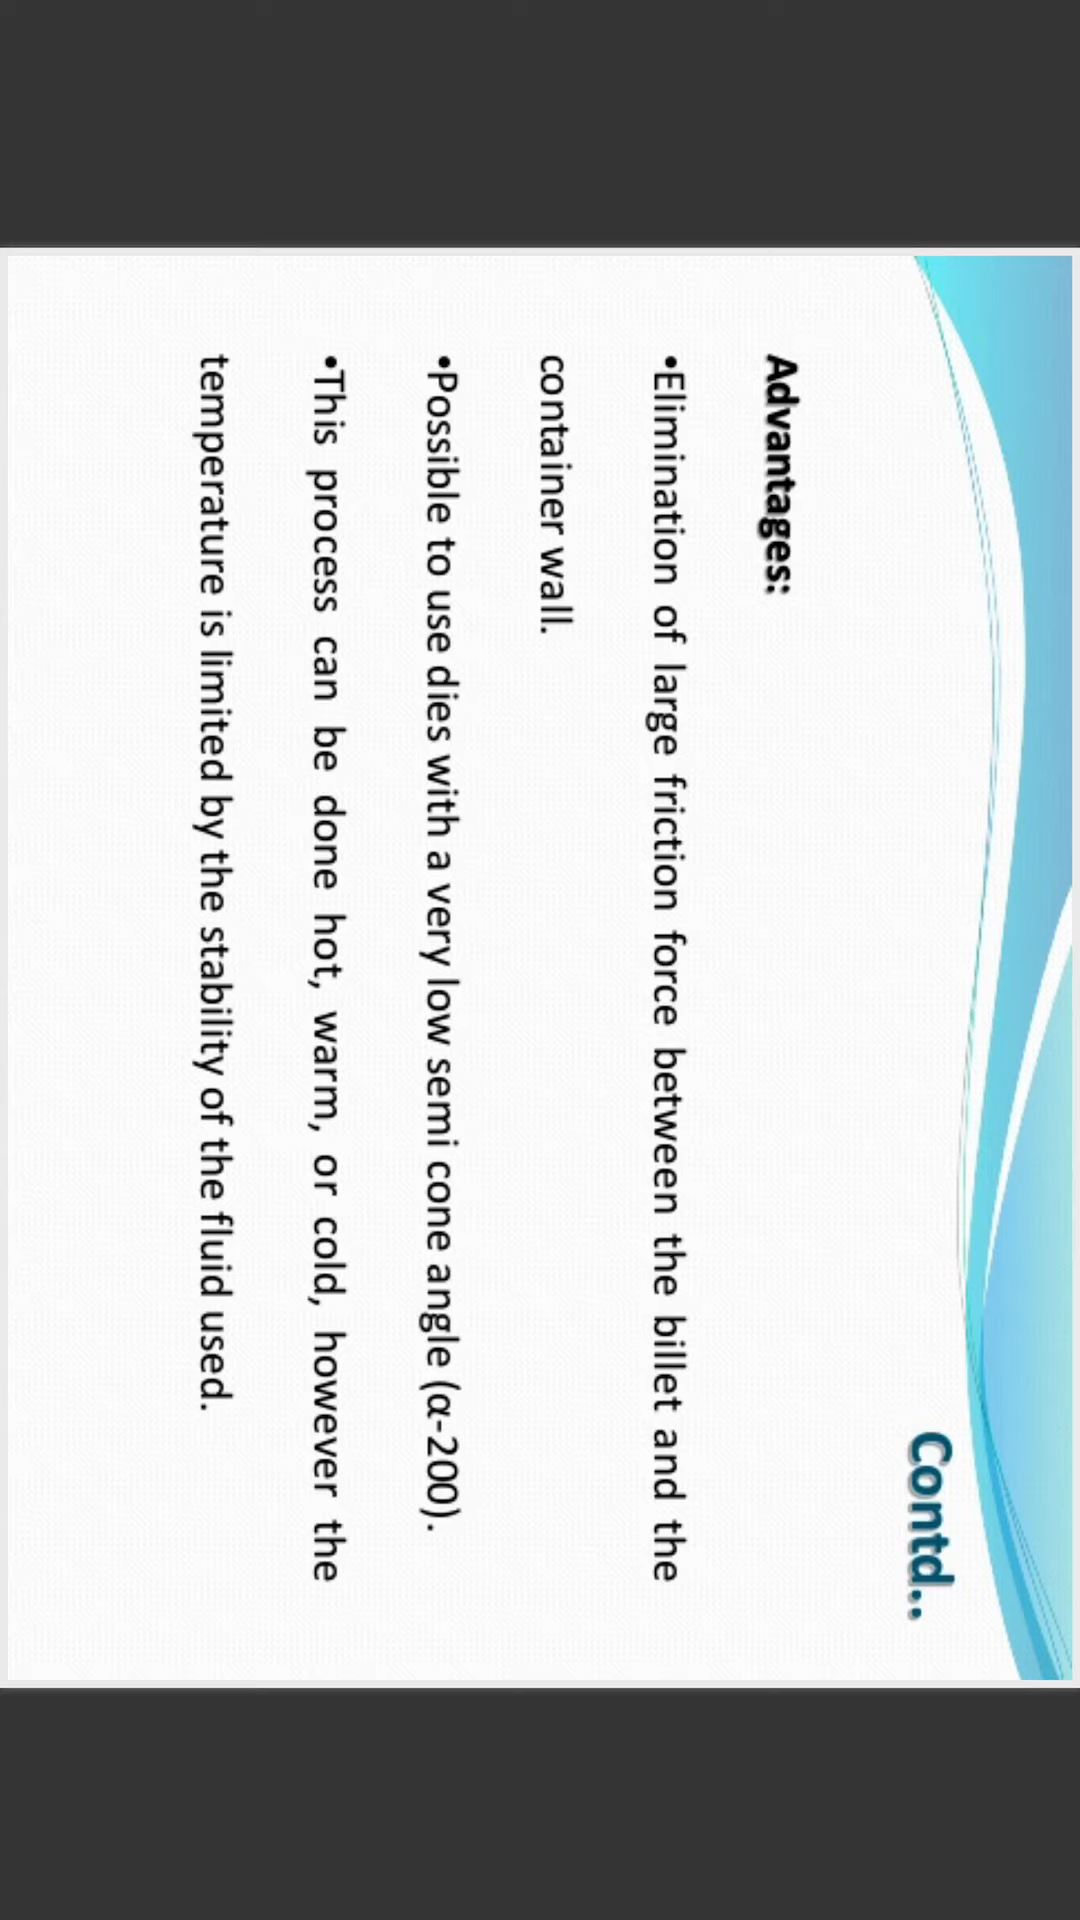 Contd..
Advantages:
•Elimination of large friction force between the billet and the
container wall.
•Possible to use dies with a very low semi cone angle (α-200).
•This process can be done hot, warm, or cold, however the
temperature is limited by the stability of the fluid used.